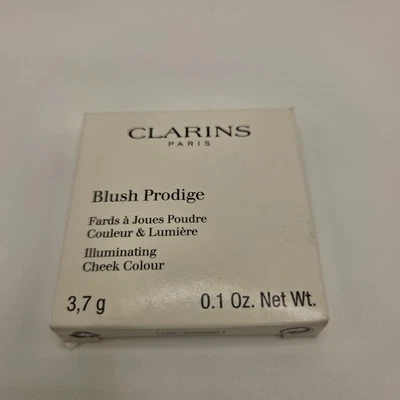 CLARINS
PARIS
Blush Prodige
Fards à Joues Poudre
Couleur & Lumière
Illuminating
Cheek Colour
3,7 g 0.1 Oz. Net Wt.